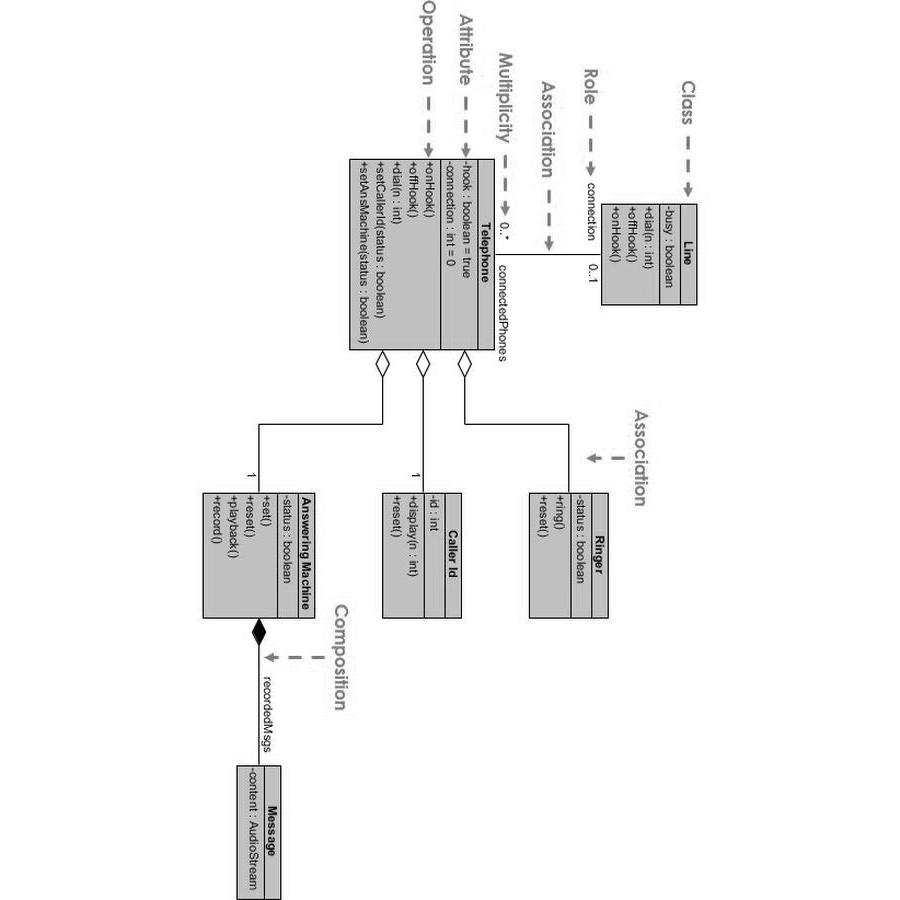 Class
Line
-busy : boolean
+dial(n : int)
+offHook()
+onHook()
Role
connection
0..1
Association
Multiplicity
0..*
connectedPhones
Attribute
Operation
Telephone
-hook : boolean = true
-connection : int = 0
+onHook()
+offHook()
+dial(n : int)
+setCallerId(status : boolean)
+setAnsMachine(status : boolean)
Association
Ringer
-status : boolean
+ring()
+reset()
1
Caller Id
-id : int
+display(n : int)
+reset()
1
Answering Machine
-status : boolean
+set()
+reset()
+playback()
+record()
Composition
recordedMsgs
Message
-content : AudioStream